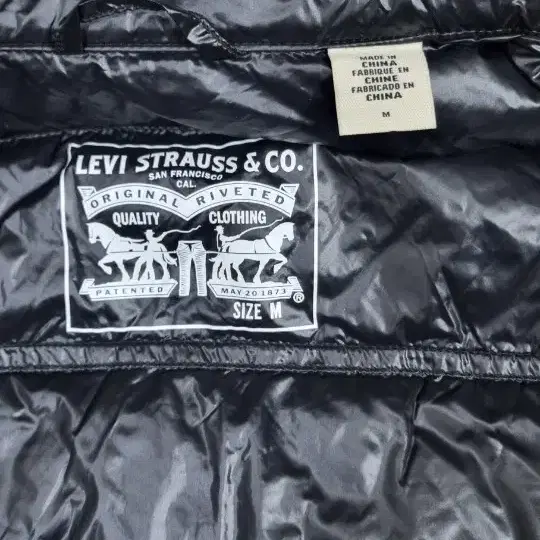 MADE IN
CHINA
FABRIQUÉ EN
CHINE
FABRICADO EN
CHINA
M
LEVI STRAUSS & CO.
SAN FRANCISCO
CAL.
ORIGINAL RIVETED
QUALITY CLOTHING
PATENTED MAY 20 1873 ®
SIZE M